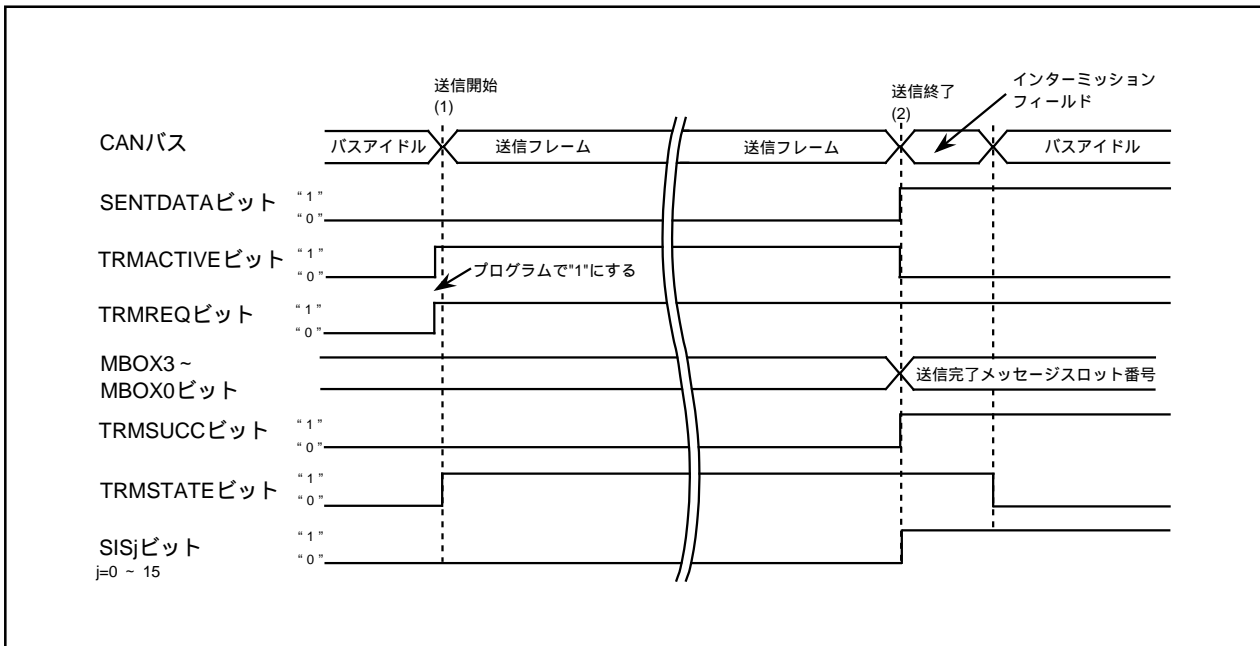 送信開始
(1)
送信終了
(2)
インターミッション
フィールド
CANバス
バスアイドル
送信フレーム
送信フレーム
バスアイドル
SENTDATAビット
“1”
“0”
TRMACTIVEビット
“1”
“0”
プログラムで"1"にする
TRMREQビット
“1”
“0”
MBOX3~
MBOX0ビット
送信完了メッセージスロット番号
TRMSUCCビット
“1”
“0”
TRMSTATEビット
“1”
“0”
SISjビット
“1”
“0”
j=0 ~ 15